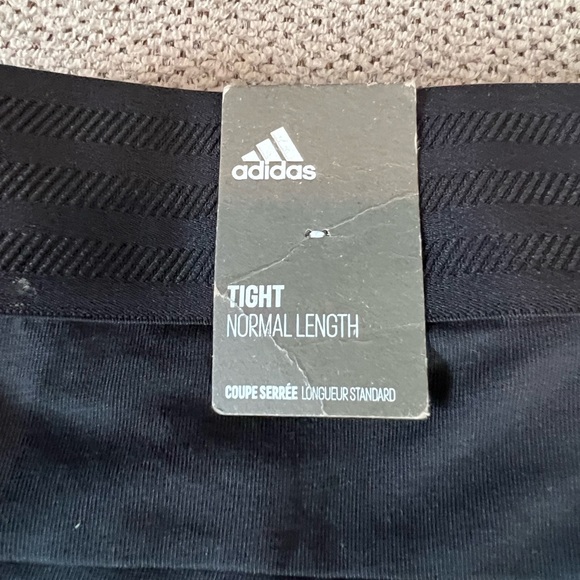 adidas
TIGHT
NORMAL LENGTH
COUPE SERRÉE LONGUEUR STANDARD